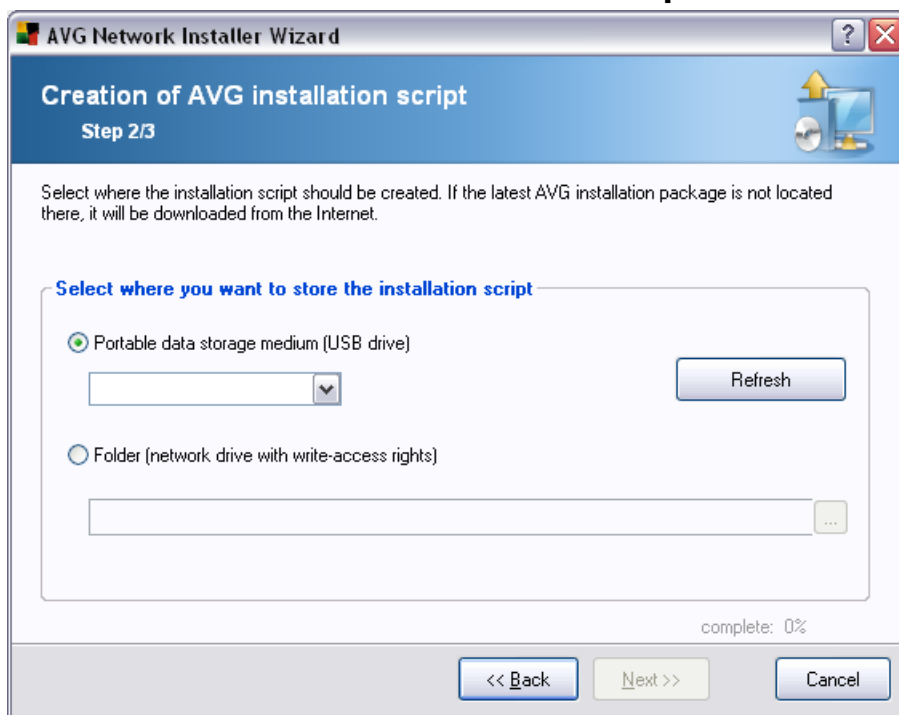 AVG Network Installer Wizard
?
Creation of AVG installation script
Step 2/3
Select where the installation script should be created. If the latest AVG installation package is not located
there, it will be downloaded from the Internet.
Select where you want to store the installation script
Portable data storage medium (USB drive)
Refresh
Folder (network drive with write-access rights)
...
complete: 0%
<< Back
Next >>
Cancel